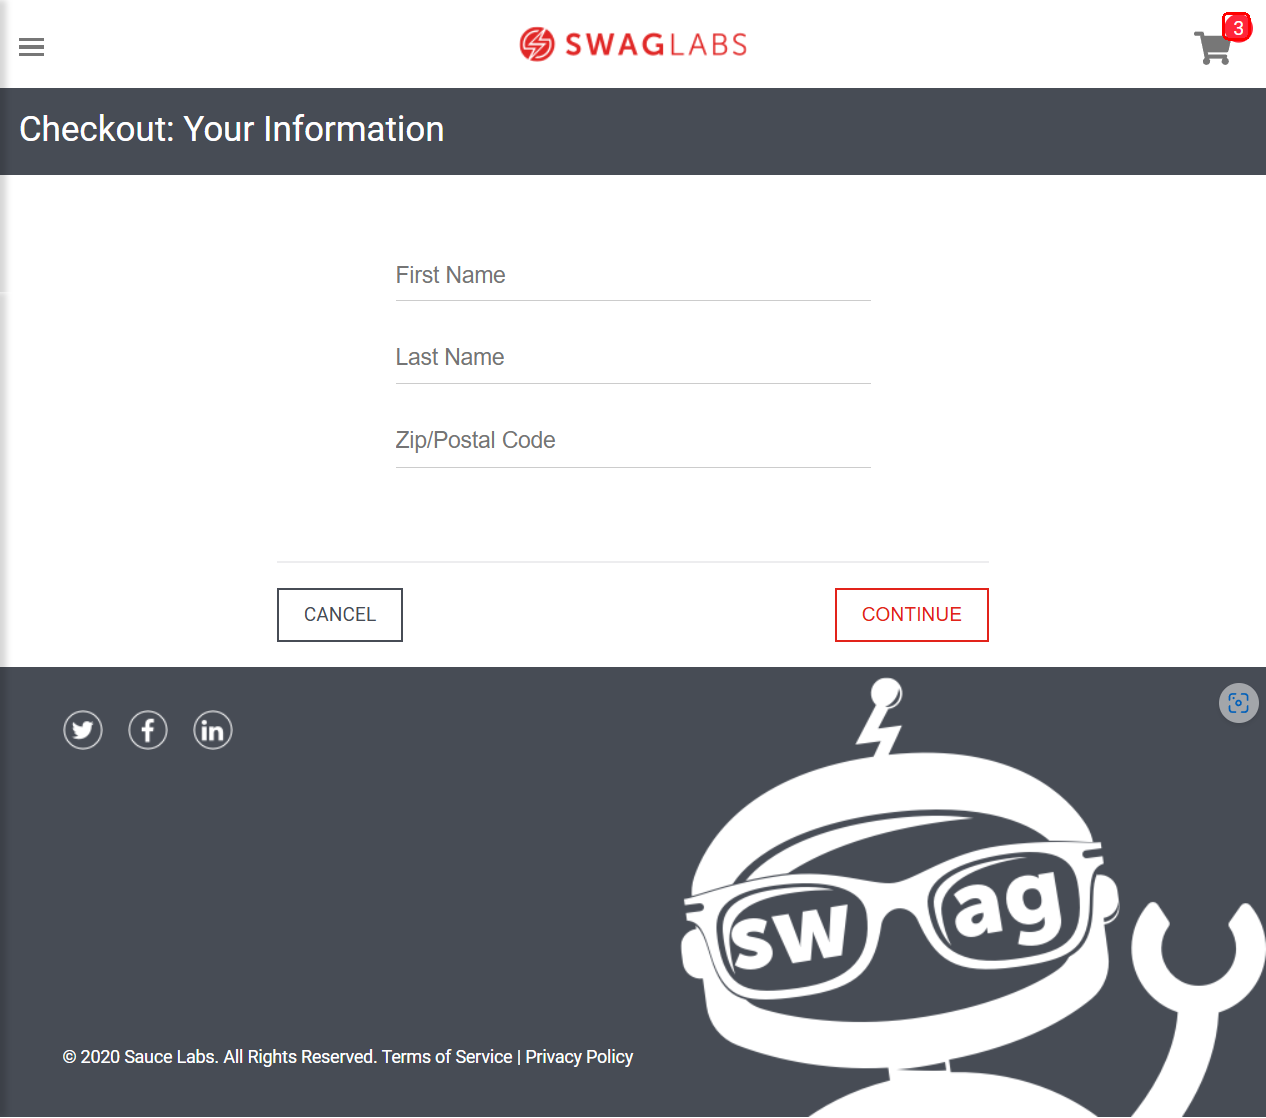 SWAGLABS
3
Checkout: Your Information
First Name
Last Name
Zip/Postal Code
CANCEL
CONTINUE
sw ag
© 2020 Sauce Labs. All Rights Reserved. Terms of Service | Privacy Policy